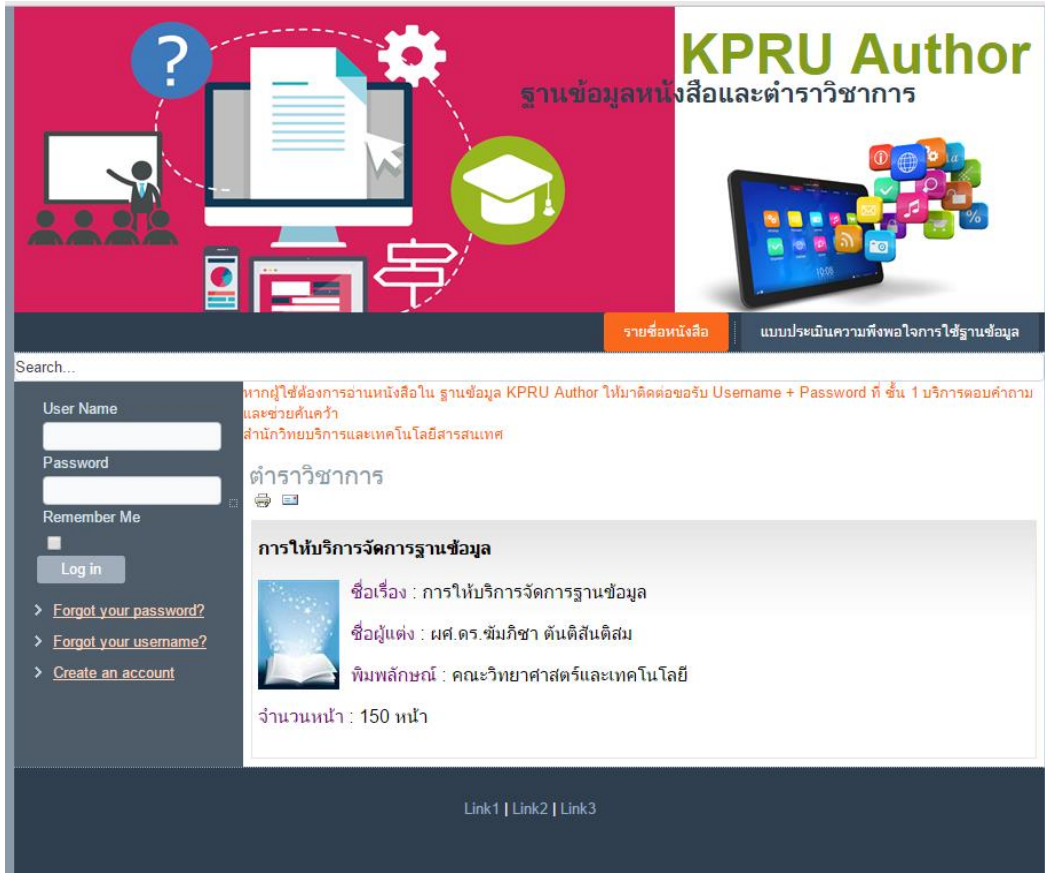 KPRU Author
ฐานข้อมูลหนังสือและตำราวิชาการ
10:08
รายชื่อหนังสือ
แบบประเมินความพึงพอใจการใช้ฐานข้อมูล
Search...
User Name
Password
Remember Me
Log in
Forgot your password?
Forgot your username?
Create an account
หากผู้ใช้ต้องการอ่านหนังสือใน ฐานข้อมูล KPRU Author ให้มาติดต่อขอรับ Username + Password ที่ ชั้น 1 บริการตอบคำถาม
และช่วยค้นคว้า
สำนักวิทยบริการและเทคโนโลยีสารสนเทศ
ตำราวิชาการ
การให้บริการจัดการฐานข้อมูล
ชื่อเรื่อง : การให้บริการจัดการฐานข้อมูล
ชื่อผู้แต่ง : ผศ.ดร.ฆัมภิชา ตันติสันติสม
พิมพลักษณ์ : คณะวิทยาศาสตร์และเทคโนโลยี
จำนวนหน้า : 150 หน้า
Link1 | Link2 | Link3